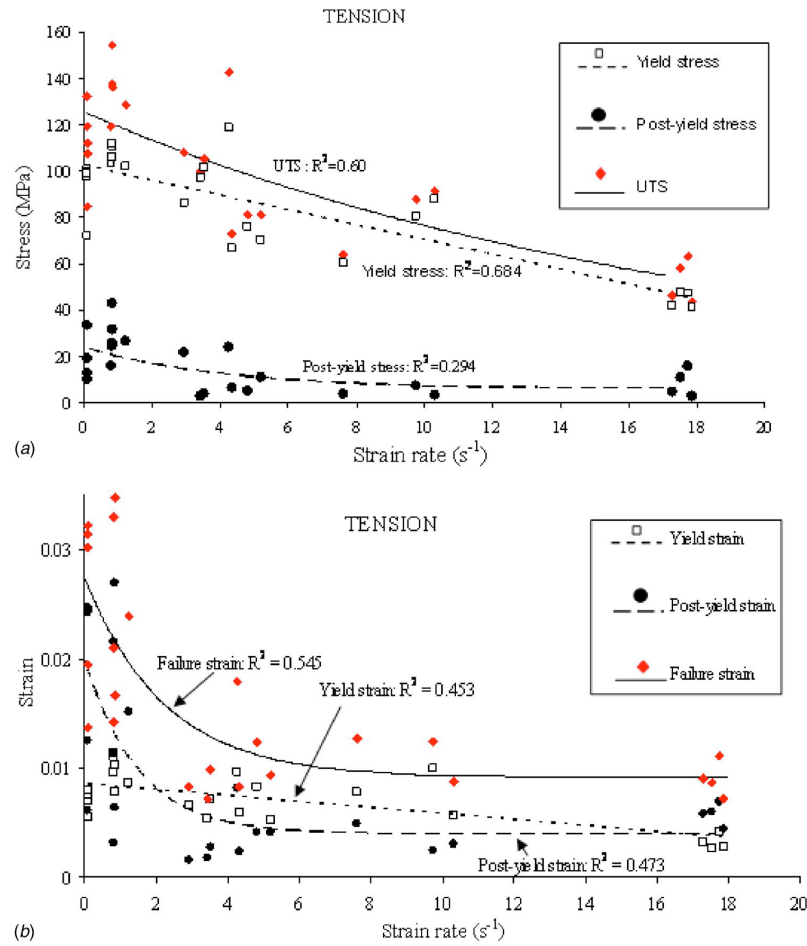 TENSION
160
140
120
100
80
60
40
20
0
Stress (MPa)
0 2 4 6 8 10 12 14 16 18 20
Strain rate (s⁻¹)
Yield stress
Post-yield stress
UTS
UTS : R²=0.60
Yield stress: R²=0.684
Post-yield stress: R²=0.294
(a)
TENSION
0.03
0.02
0.01
0
Strain
0 2 4 6 8 10 12 14 16 18 20
Strain rate (s⁻¹)
Yield strain
Post-yield strain
Failure strain
Failure strain: R² = 0.545
Yield strain: R² = 0.453
Post-yield strain: R² = 0.473
(b)